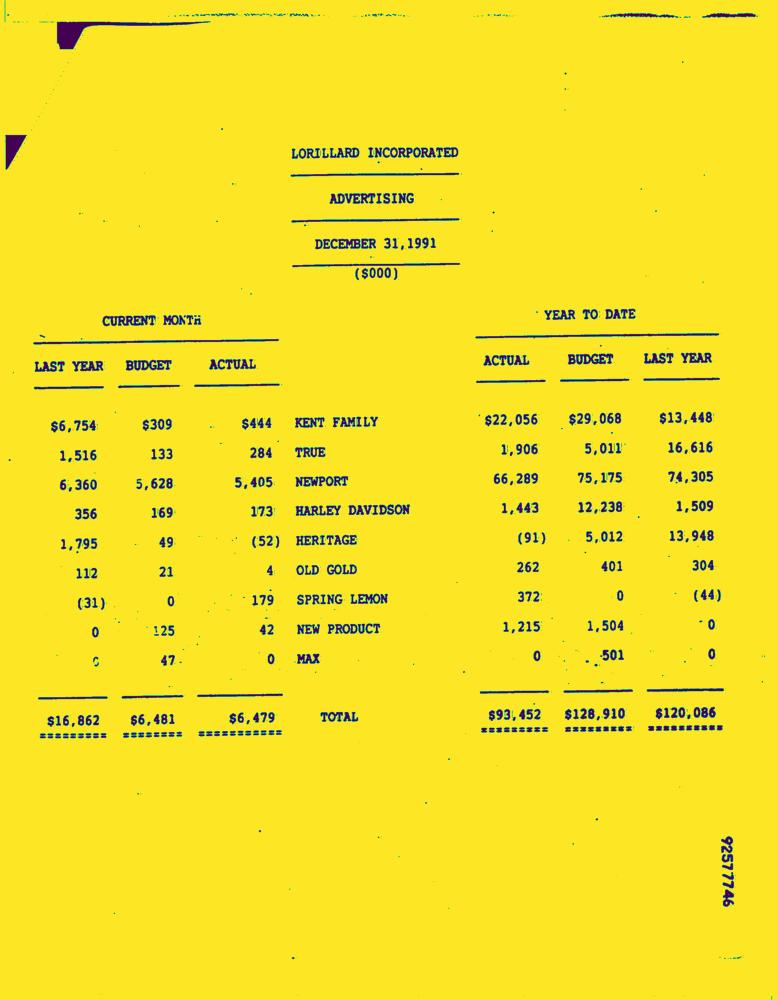 LORILLARD INCORPORATED
ADVERTISING
DECEMBER 31,1991
($000)
CURRENT MONTH YEAR TO DATE
LAST YEAR BUDGET ACTUAL ACTUAL BUDGET LAST YEAR
$6,754 $309 $444 KENT FAMILY $22,056 $29,068 $13,448
1,516 133 284 TRUE 1,906 5,011 16,616
6,360 5,628 5,405 NEWPORT 66,289 75,175 74,305
356 169 173 HARLEY DAVIDSON 1,443 12,238 1,509
1,795 49 (52) HERITAGE (91) 5,012 13,948
112 21 4 OLD GOLD 262 401 304
(31) 0 179 SPRING LEMON 372 0 (44)
0 125 42 NEW PRODUCT 1,215 1,504 0
0 47 0 MAX 0 501 0
$16,862 $6,481 $6,479 TOTAL $93,452 $128,910 $120,086
92577746